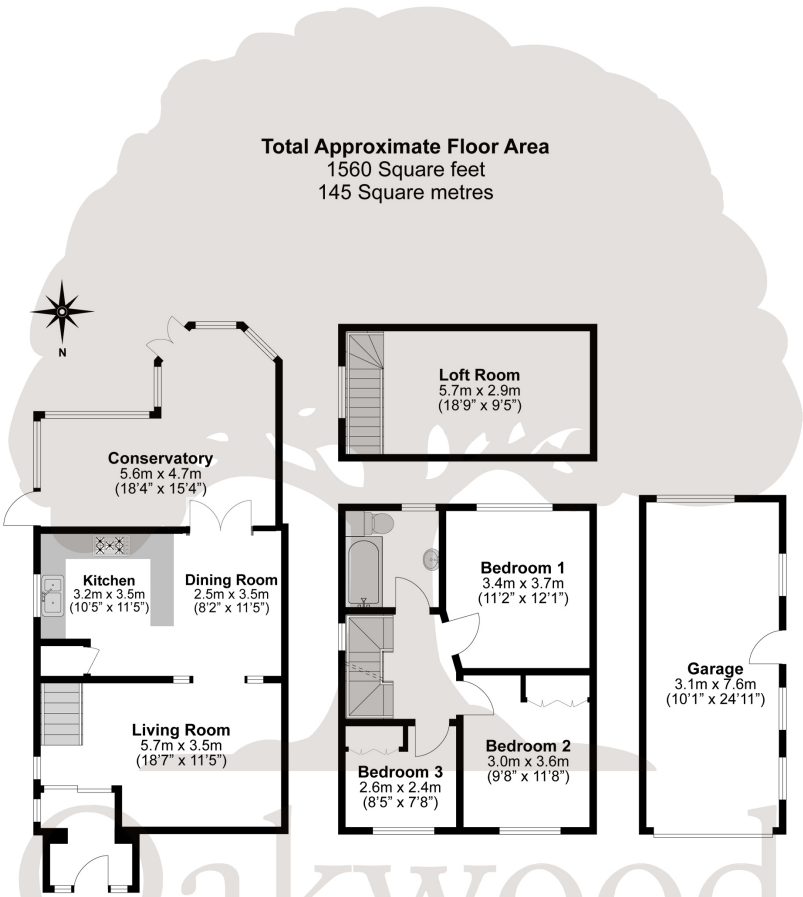 Total Approximate Floor Area
1560 Square feet
145 Square metres
N
Loft Room
5.7m x 2.9m
(18’9” x 9’5”)
Conservatory
5.6m x 4.7m
(18’4” x 15’4”)
Kitchen
3.2m x 3.5m
(10’5” x 11’5”)
Dining Room
2.5m x 3.5m
(8’2” x 11’5”)
Bedroom 1
3.4m x 3.7m
(11’2” x 12’1”)
Garage
3.1m x 7.6m
(10’1” x 24’11”)
Living Room
5.7m x 3.5m
(18’7” x 11’5”)
Bedroom 2
3.0m x 3.6m
(9’8” x 11’8”)
Bedroom 3
2.6m x 2.4m
(8’5” x 7’8”)
Oakwood